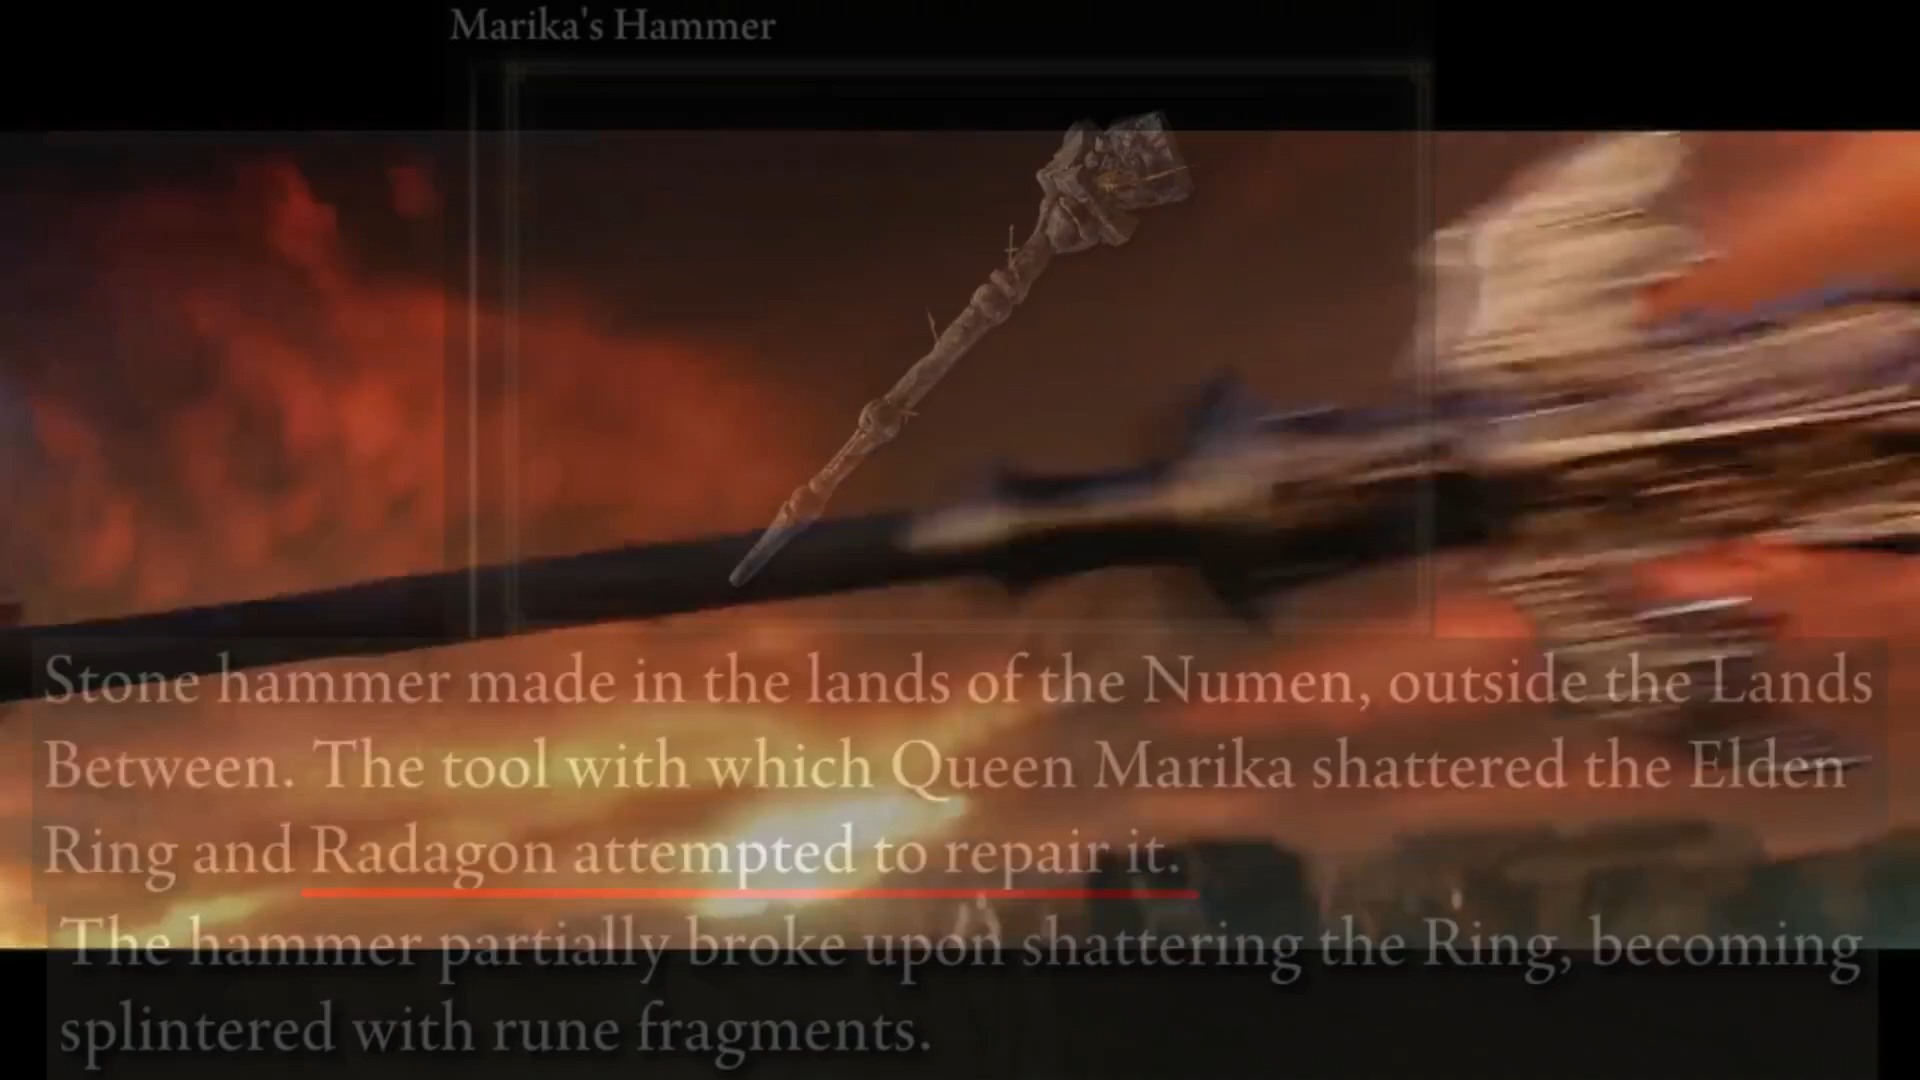 Marika's Hammer
Stone hammer made in the lands of the Numen, outside the Lands
Between. The tool with which Queen Marika shattered the Elden
Ring and Radagon attempted to repair it.
The hammer partially broke upon shattering the Ring, becoming
splintered with rune fragments.